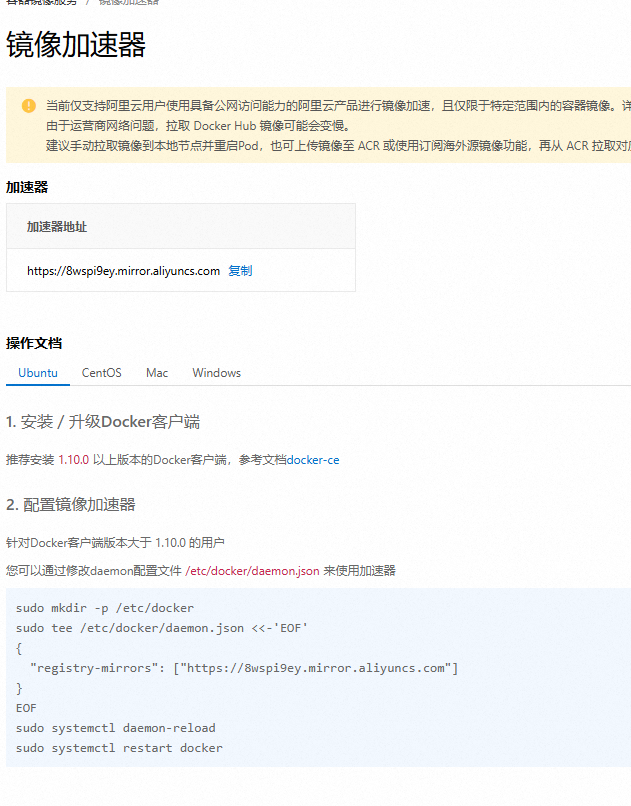 容器镜像服务 / 镜像加速器
镜像加速器
当前仅支持阿里云用户使用具备公网访问能力的阿里云产品进行镜像加速，且仅限于特定范围内的容器镜像。详
由于运营商网络问题，拉取 Docker Hub 镜像可能会变慢。
建议手动拉取镜像到本地节点并重启Pod，也可上传镜像至 ACR 或使用订阅海外源镜像功能，再从 ACR 拉取对应
加速器
加速器地址
https://8wspi9ey.mirror.aliyuncs.com 复制
操作文档
Ubuntu CentOS Mac Windows
1. 安装 / 升级Docker客户端
推荐安装 1.10.0 以上版本的Docker客户端，参考文档docker-ce
2. 配置镜像加速器
针对Docker客户端版本大于 1.10.0 的用户
您可以通过修改daemon配置文件 /etc/docker/daemon.json 来使用加速器
sudo mkdir -p /etc/docker
sudo tee /etc/docker/daemon.json <<-'EOF'
{
  "registry-mirrors": ["https://8wspi9ey.mirror.aliyuncs.com"]
}
EOF
sudo systemctl daemon-reload
sudo systemctl restart docker